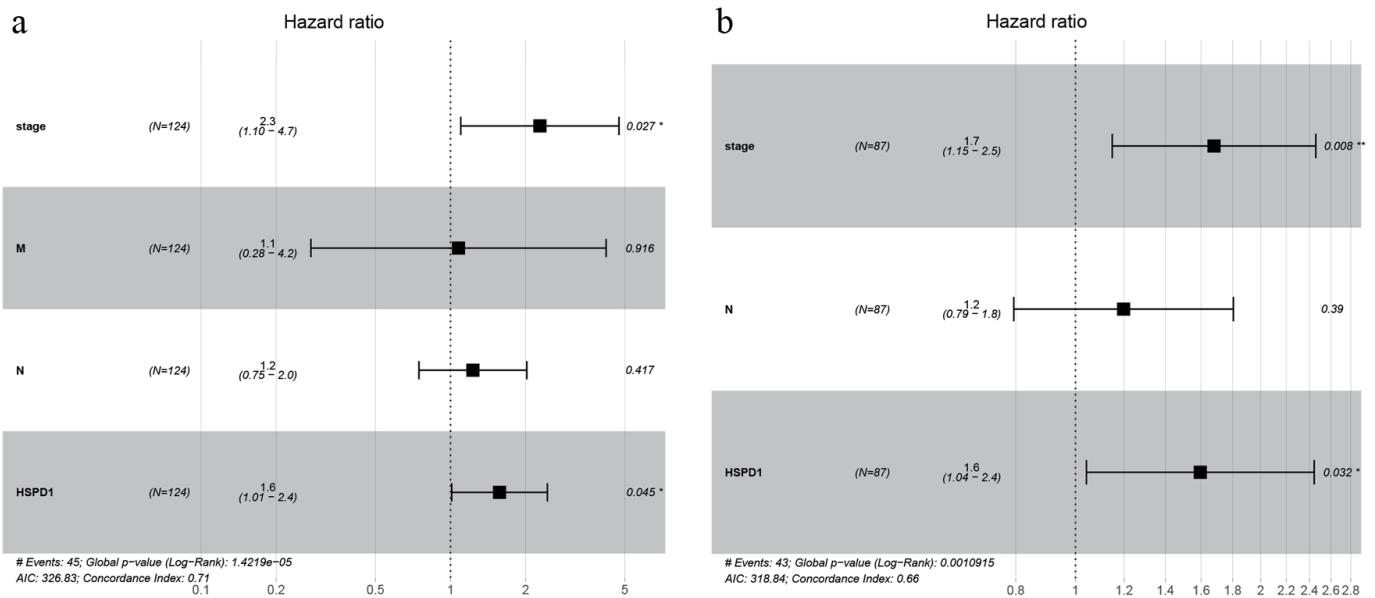 a
Hazard ratio
stage (N=124) 2.3 0.027 *
(1.10 − 4.7)
M (N=124) 1.1 0.916
(0.28 − 4.2)
N (N=124) 1.2 0.417
(0.75 − 2.0)
HSPD1 (N=124) 1.6 0.045 *
(1.01 − 2.4)
# Events: 45; Global p−value (Log−Rank): 1.4219e−05
AIC: 326.83; Concordance Index: 0.71
0.1 0.2 0.5 1 2 5
b
Hazard ratio
stage (N=87) 1.7 0.008 **
(1.15 − 2.5)
N (N=87) 1.2 0.39
(0.79 − 1.8)
HSPD1 (N=87) 1.6 0.032 *
(1.04 − 2.4)
# Events: 43; Global p−value (Log−Rank): 0.0010915
AIC: 318.84; Concordance Index: 0.66
0.8 1 1.2 1.4 1.6 1.8 2 2.2 2.4 2.6 2.8